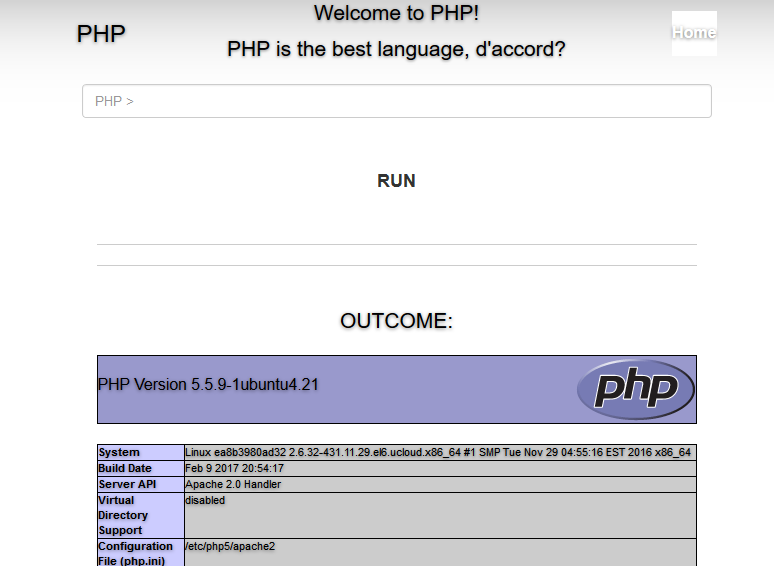 Welcome to PHP!
PHP
Home
PHP is the best language, d'accord?
PHP >
RUN
OUTCOME:
PHP Version 5.5.9-1ubuntu4.21
php
System Linux ea8b3980ad32 2.6.32-431.11.29.el6.ucloud.x86_64 #1 SMP Tue Nov 29 04:55:16 EST 2016 x86_64
Build Date Feb 9 2017 20:54:17
Server API Apache 2.0 Handler
Virtual disabled
Directory
Support
Configuration /etc/php5/apache2
File (php.ini)